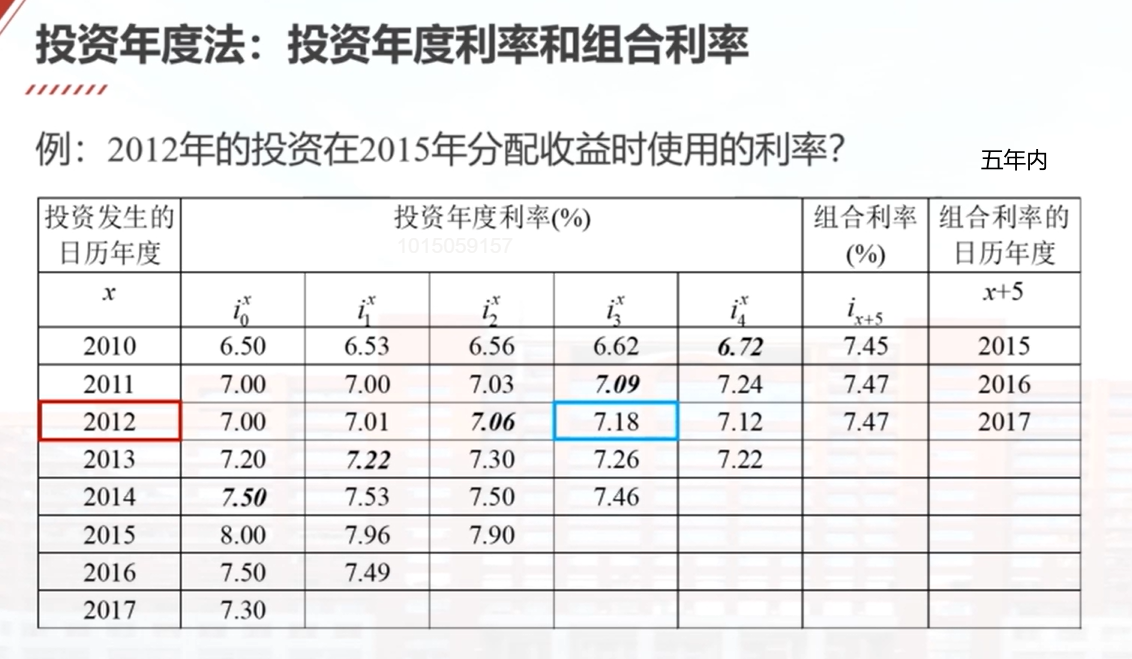 投资年度法：投资年度利率和组合利率
例：2012年的投资在2015年分配收益时使用的利率？
五年内
投资发生的日历年度 投资年度利率(%) 组合利率(%) 组合利率的日历年度
1015059157
x i₀ˣ i₁ˣ i₂ˣ i₃ˣ i₄ˣ iₓ₊₅ x+5
2010 6.50 6.53 6.56 6.62 6.72 7.45 2015
2011 7.00 7.00 7.03 7.09 7.24 7.47 2016
2012 7.00 7.01 7.06 7.18 7.12 7.47 2017
2013 7.20 7.22 7.30 7.26 7.22
2014 7.50 7.53 7.50 7.46
2015 8.00 7.96 7.90
2016 7.50 7.49
2017 7.30